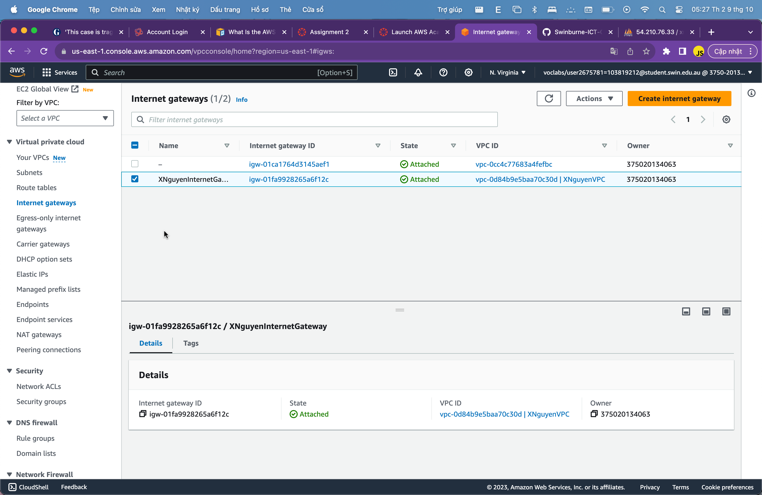 Google Chrome Tệp Chỉnh sửa Xem Nhật ký Dấu trang Hồ sơ Thẻ Cửa sổ Trợ giúp E 05:27 Th 2 9 thg 10
'This case is trag Account Login What Is the AWS Assignment 2 Launch AWS Ac Internet gateway Swinburne-ICT- 54.210.76.33 /
us-east-1.console.aws.amazon.com/vpcconsole/home?region=us-east-1#igws: Cập nhật
aws Services Search [Option+S] N. Virginia voclabs/user2675781=103819212@student.swin.edu.au @ 3750-2013...
EC2 Global View New
Filter by VPC:
Select a VPC
Virtual private cloud
Your VPCs New
Subnets
Route tables
Internet gateways
Egress-only internet
gateways
Carrier gateways
DHCP option sets
Elastic IPs
Managed prefix lists
Endpoints
Endpoint services
NAT gateways
Peering connections
Security
Network ACLs
Security groups
DNS firewall
Rule groups
Domain lists
Network Firewall
Internet gateways (1/2) Info
Actions
Create internet gateway
Filter internet gateways
1
Name Internet gateway ID State VPC ID Owner
– igw-01ca1764d3145aef1 Attached vpc-0cc4c77683a4fefbc 375020134063
XNguyenInternetGa... igw-01fa9928265a6f12c Attached vpc-0d84b9e5baa70c30d | XNguyenVPC 375020134063
igw-01fa9928265a6f12c / XNguyenInternetGateway
Details Tags
Details
Internet gateway ID State VPC ID Owner
igw-01fa9928265a6f12c Attached vpc-0d84b9e5baa70c30d | XNguyenVPC 375020134063
CloudShell Feedback © 2023, Amazon Web Services, Inc. or its affiliates. Privacy Terms Cookie preferences